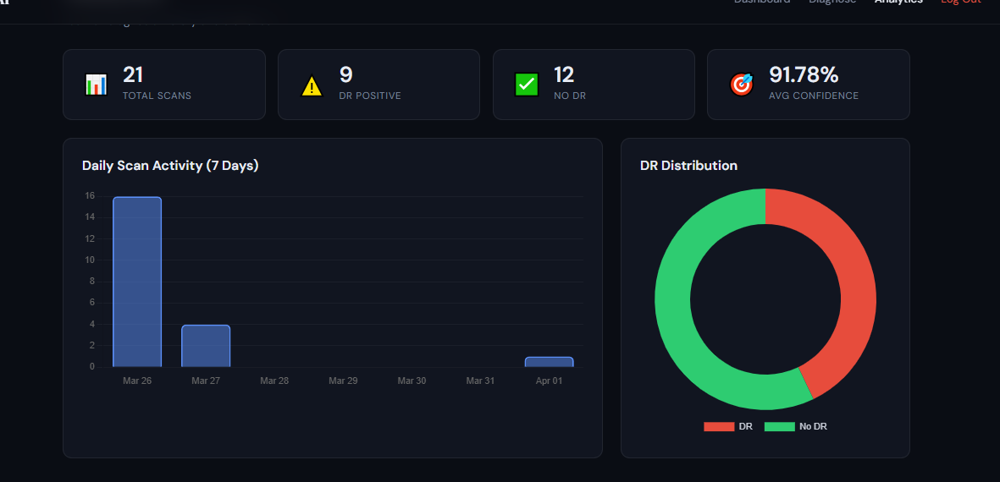 Dashboard Diagnose Analytics Log Out
21
TOTAL SCANS
9
DR POSITIVE
12
NO DR
91.78%
AVG CONFIDENCE
Daily Scan Activity (7 Days)
16
14
12
10
8
6
4
2
0
Mar 26 Mar 27 Mar 28 Mar 29 Mar 30 Mar 31 Apr 01
DR Distribution
DR No DR